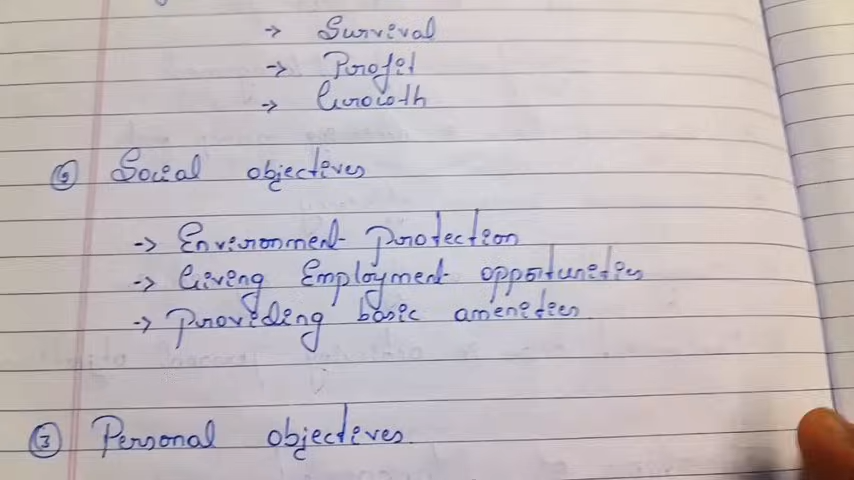 → Survival
→ Profit
→ Growth
② Social objectives
→ Environment Protection
→ Giving Employment opportunities
→ Providing basic amenities
③ Personal objectives.